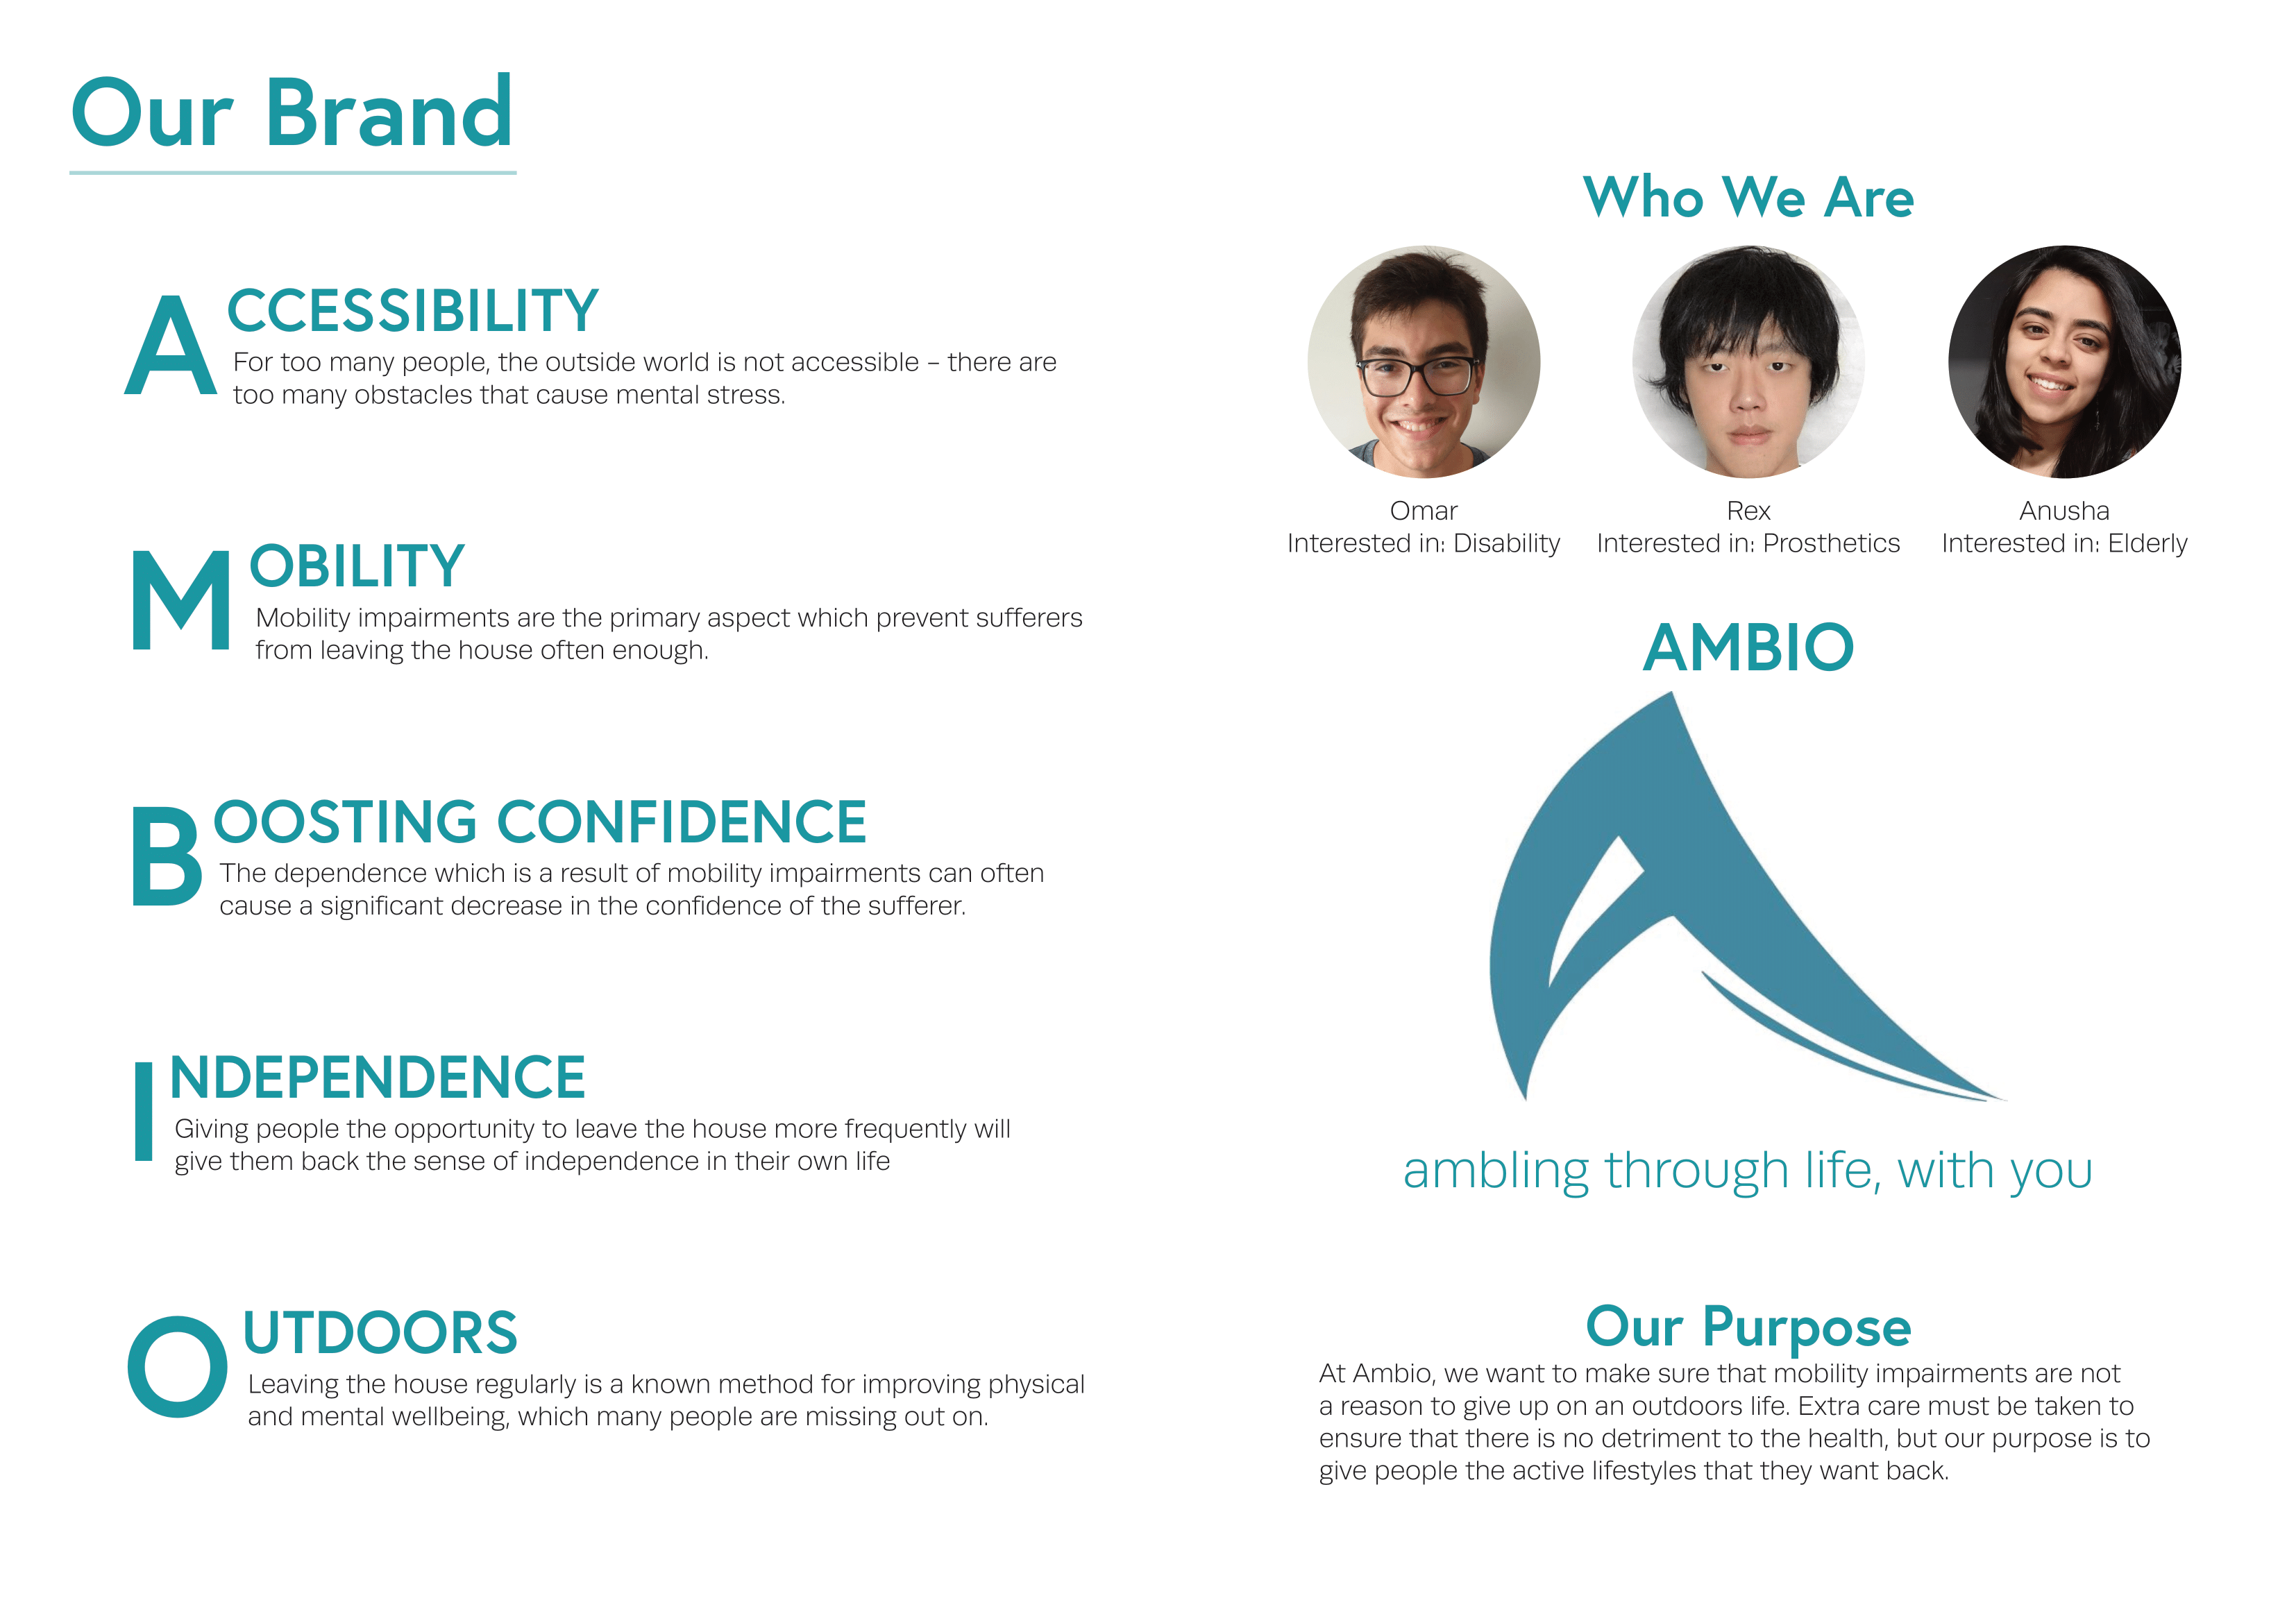 Our Brand
ACCESSIBILITY
For too many people, the outside world is not accessible – there are
too many obstacles that cause mental stress.
MOBILITY
Mobility impairments are the primary aspect which prevent sufferers
from leaving the house often enough.
BOOSTING CONFIDENCE
The dependence which is a result of mobility impairments can often
cause a significant decrease in the confidence of the sufferer.
INDEPENDENCE
Giving people the opportunity to leave the house more frequently will
give them back the sense of independence in their own life
OUTDOORS
Leaving the house regularly is a known method for improving physical
and mental wellbeing, which many people are missing out on.
Who We Are
Omar
Interested in: Disability
Rex
Interested in: Prosthetics
Anusha
Interested in: Elderly
AMBIO
ambling through life, with you
Our Purpose
At Ambio, we want to make sure that mobility impairments are not
a reason to give up on an outdoors life. Extra care must be taken to
ensure that there is no detriment to the health, but our purpose is to
give people the active lifestyles that they want back.